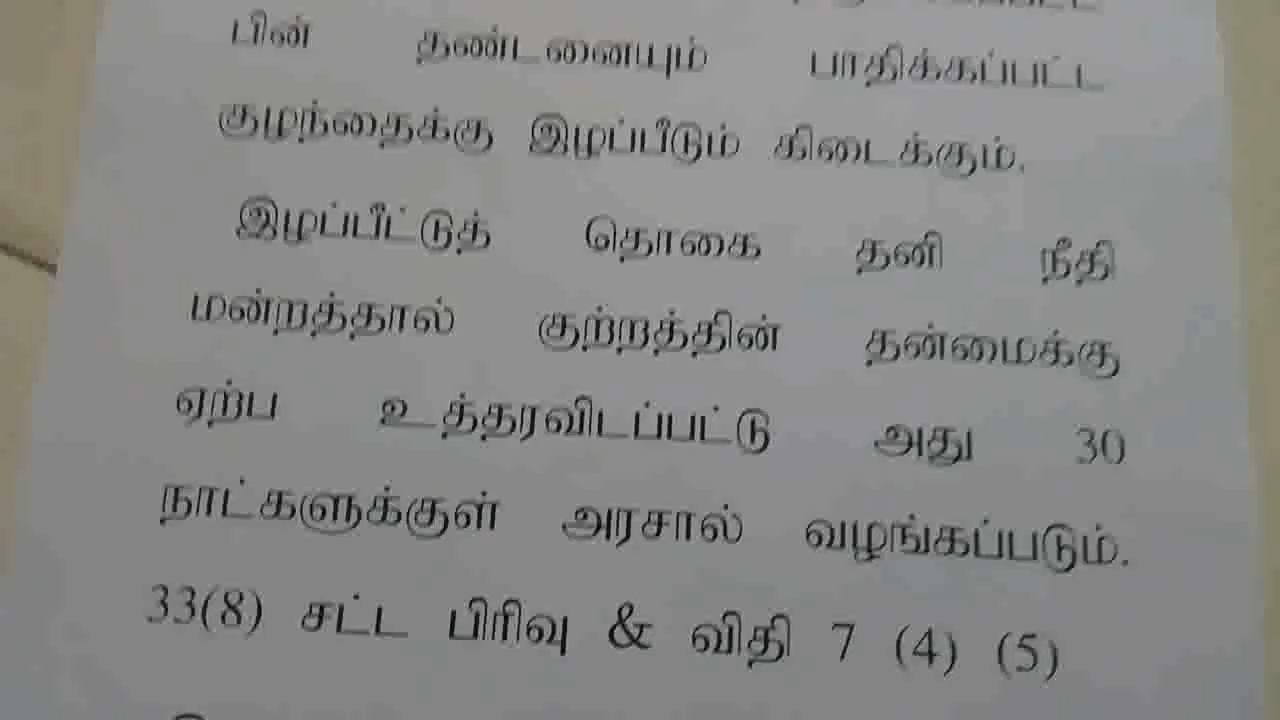 பின் தண்டனையும் பாதிக்கப்பட்ட
குழந்தைக்கு இழப்பீடும் கிடைக்கும்.
இழப்பீட்டுத் தொகை தனி நீதி
மன்றத்தால் குற்றத்தின் தன்மைக்கு
ஏற்ப உத்தரவிடப்பட்டு அது 30
நாட்களுக்குள் அரசால் வழங்கப்படும்.
33(8) சட்ட பிரிவு & விதி 7 (4) (5)